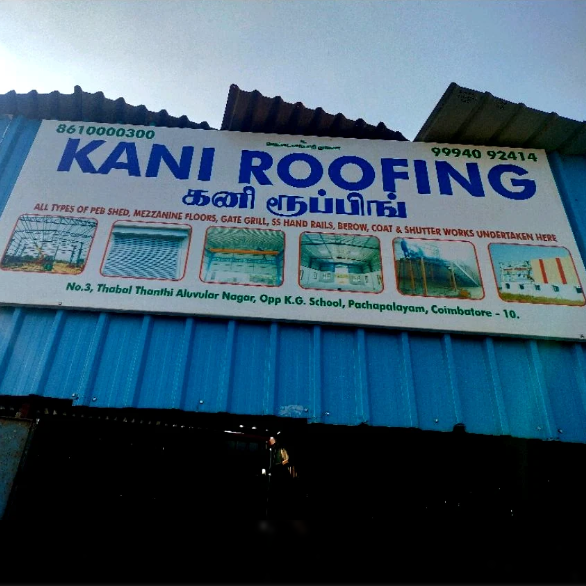 8610000300
99940 92414
KANI ROOFING
கனி ரூப்பிங்
ALL TYPES OF PEB SHED, MEZZANINE FLOORS, GATE GRILL, SS HAND RAILS, BEROW, COAT & SHUTTER WORKS UNDERTAKEN HERE
No.3, Thabal Thanthi Aluvular Nagar, Opp K.G. School, Pachapalayam, Coimbatore - 10.